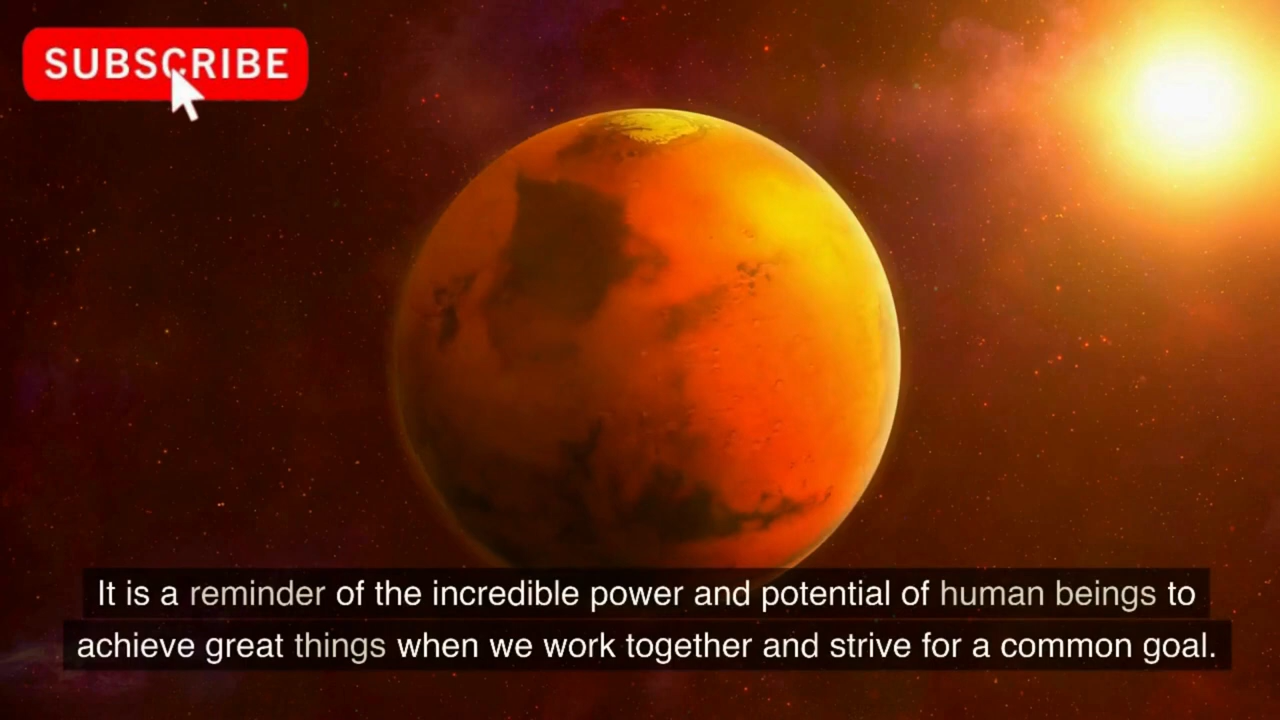 SUBSCRIBE
It is a reminder of the incredible power and potential of human beings to
achieve great things when we work together and strive for a common goal.